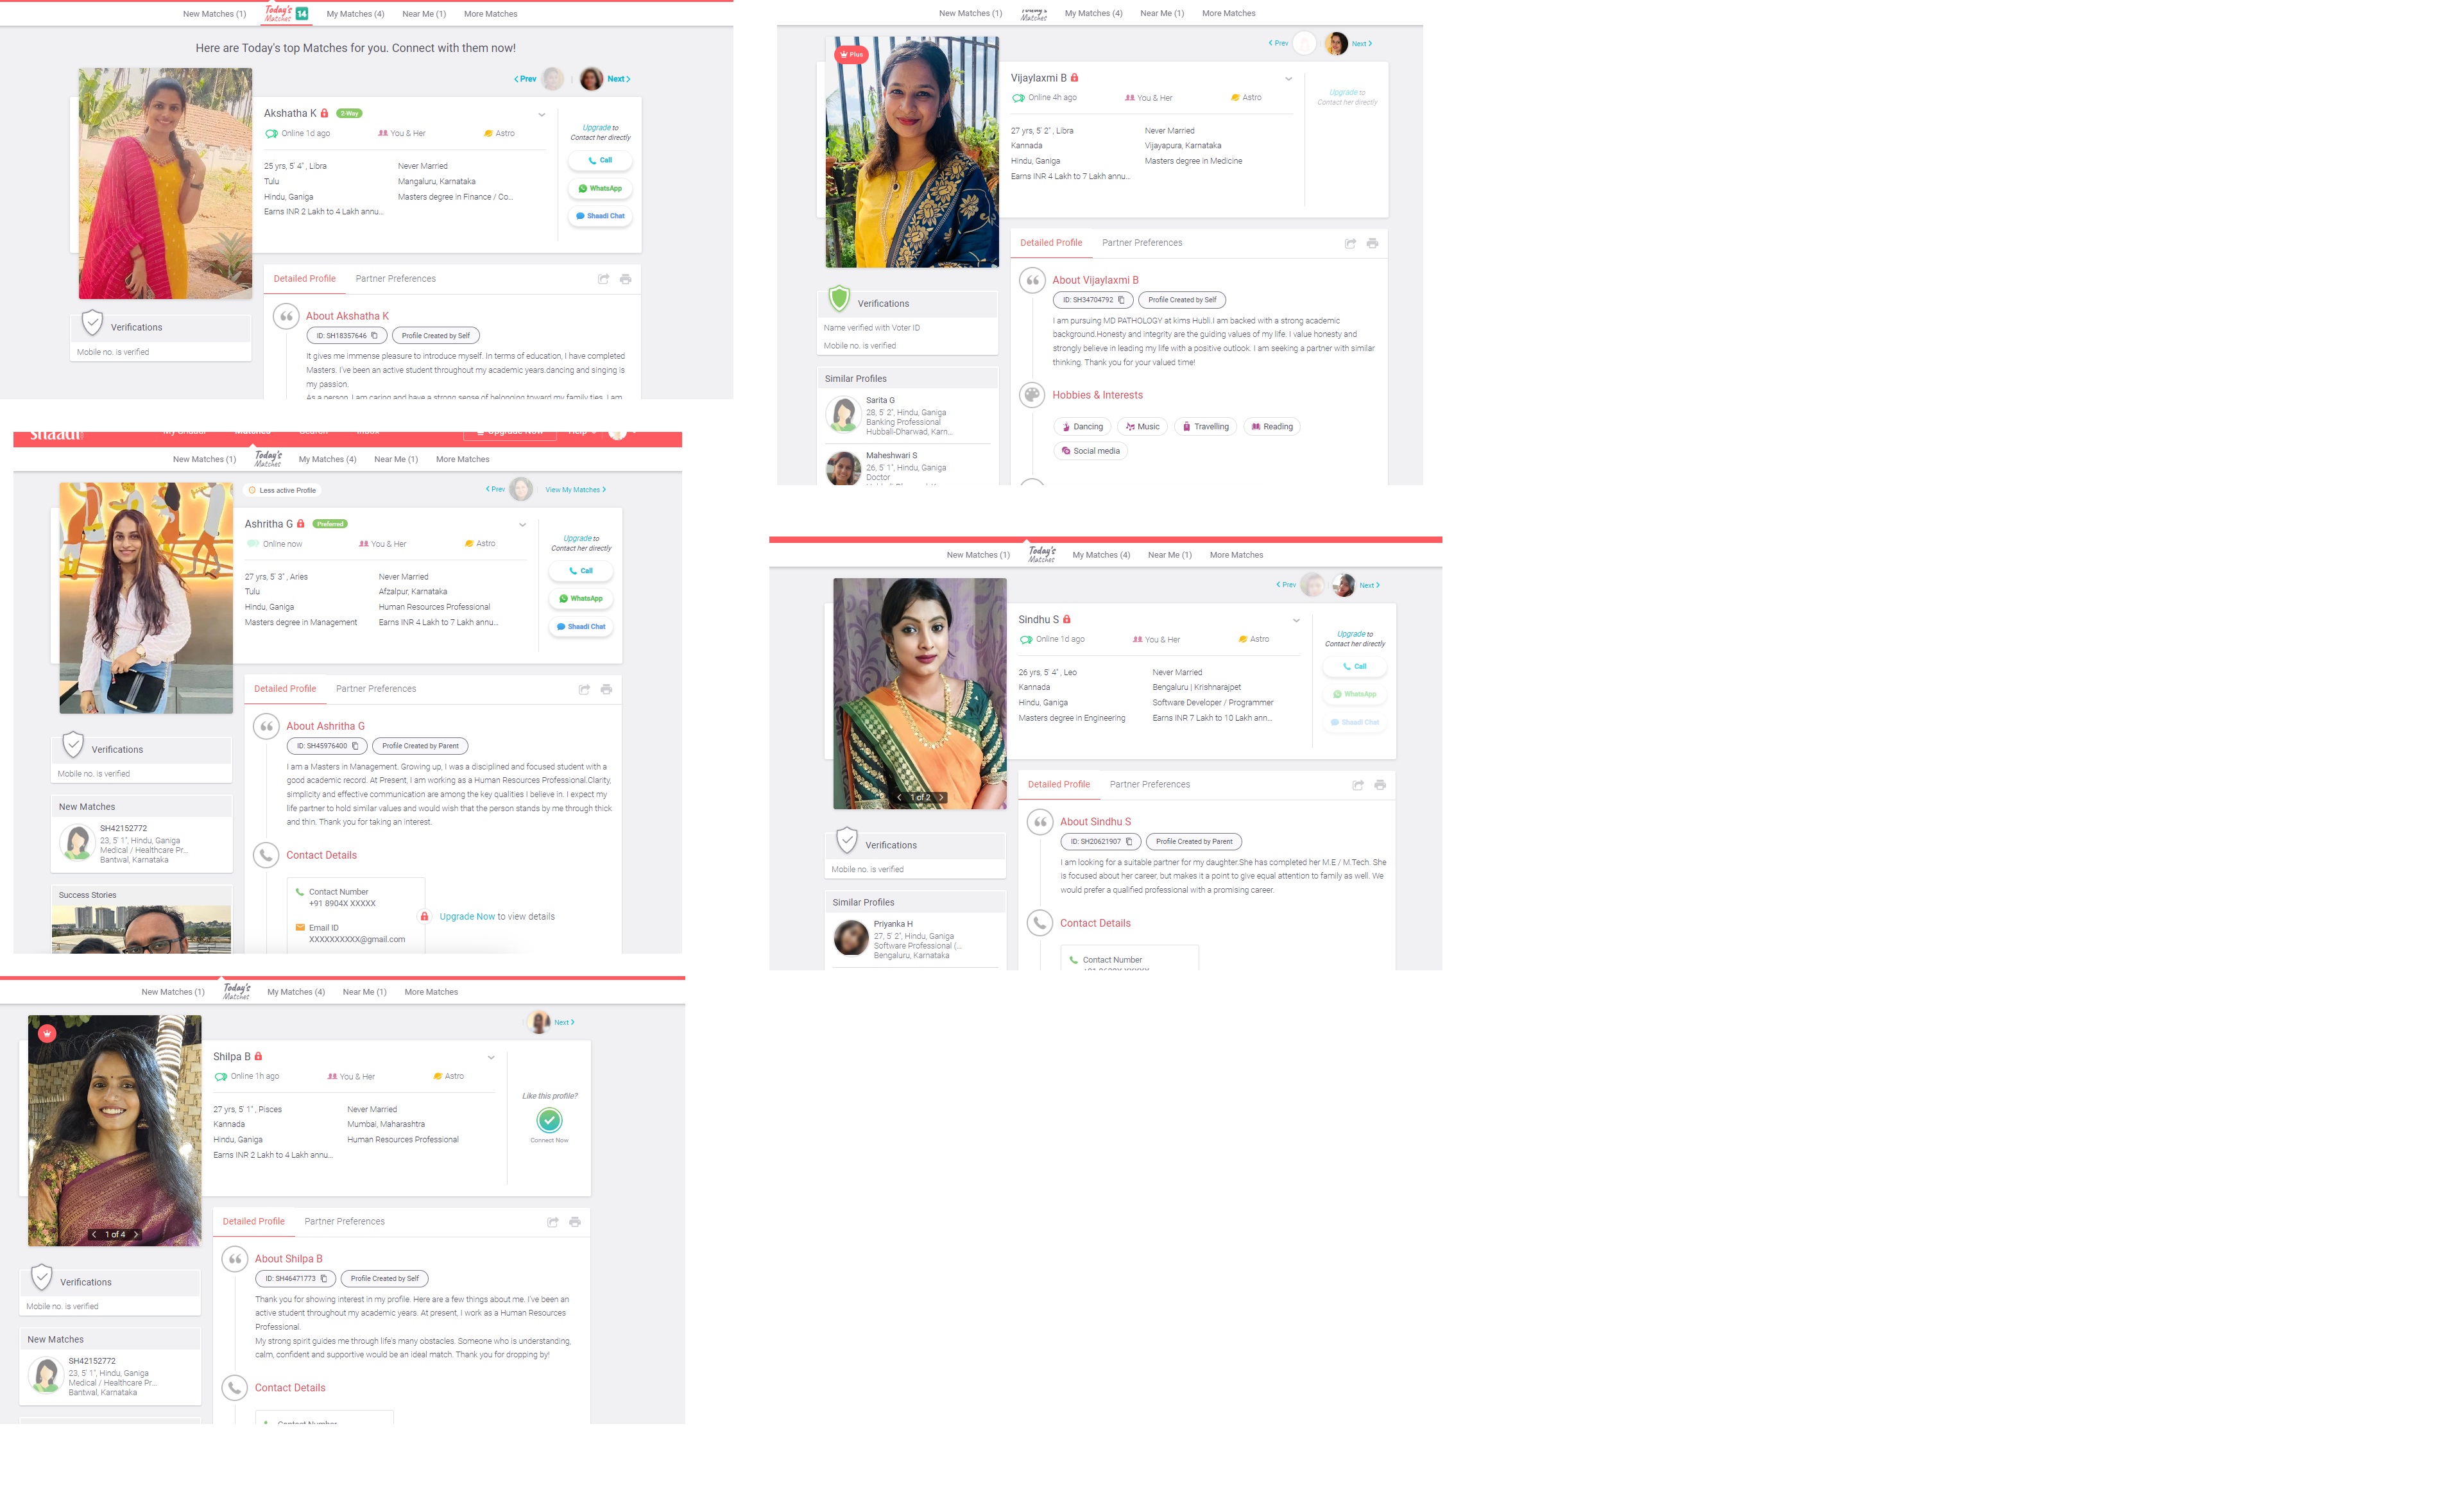 New Matches (1)
Today's Matches 14
My Matches (4)
Near Me (1)
More Matches
Here are Today's top Matches for you. Connect with them now!
Prev
Next
Akshatha K
2-Way
Online 1d ago
You & Her
Astro
25 yrs, 5' 4" , Libra
Never Married
Tulu
Mangaluru, Karnataka
Hindu, Ganiga
Masters degree in Finance / Co...
Earns INR 2 Lakh to 4 Lakh annu...
Upgrade to
Contact her directly
Call
WhatsApp
Shaadi Chat
Verifications
Mobile no. is verified
Detailed Profile
Partner Preferences
About Akshatha K
ID: SH18357646
Profile Created by Self
It gives me immense pleasure to introduce myself. In terms of education, I have completed
Masters. I've been an active student throughout my academic years.dancing and singing is
my passion.
As a person, I am caring and have a strong sense of belonging toward my family ties. I am
New Matches (1)
Matches
My Matches (4)
Near Me (1)
More Matches
Prev
Next
Plus
Vijaylaxmi B
Online 4h ago
You & Her
Astro
27 yrs, 5' 2" , Libra
Never Married
Kannada
Vijayapura, Karnataka
Hindu, Ganiga
Masters degree in Medicine
Earns INR 4 Lakh to 7 Lakh annu...
Upgrade to
Contact her directly
Verifications
Name verified with Voter ID
Mobile no. is verified
Similar Profiles
Sarita G
28, 5' 2", Hindu, Ganiga
Banking Professional
Hubbali-Dharwad, Karn...
Maheshwari S
26, 5' 1", Hindu, Ganiga
Doctor
Detailed Profile
Partner Preferences
About Vijaylaxmi B
ID: SH34704792
Profile Created by Self
I am pursuing MD PATHOLOGY at kims Hubli.I am backed with a strong academic
background.Honesty and integrity are the guiding values of my life. I value honesty and
strongly believe in leading my life with a positive outlook. I am seeking a partner with similar
thinking. Thank you for your valued time!
Hobbies & Interests
Dancing
Music
Travelling
Reading
Social media
Shaadi
My Shaadi
Matches
Search
Inbox
Upgrade Now
Help
New Matches (1)
Today's Matches
My Matches (4)
Near Me (1)
More Matches
Less active Profile
Prev
View My Matches
Ashritha G
Preferred
Online now
You & Her
Astro
27 yrs, 5' 3" , Aries
Never Married
Tulu
Afzalpur, Karnataka
Hindu, Ganiga
Human Resources Professional
Masters degree in Management
Earns INR 4 Lakh to 7 Lakh annu...
Upgrade to
Contact her directly
Call
WhatsApp
Shaadi Chat
Verifications
Mobile no. is verified
New Matches
SH42152772
23, 5' 1", Hindu, Ganiga
Medical / Healthcare Pr...
Bantwal, Karnataka
Success Stories
Detailed Profile
Partner Preferences
About Ashritha G
ID: SH45976400
Profile Created by Parent
I am a Masters in Management. Growing up, I was a disciplined and focused student with a
good academic record. At Present, I am working as a Human Resources Professional.Clarity,
simplicity and effective communication are among the key qualities I believe in. I expect my
life partner to hold similar values and would wish that the person stands by me through thick
and thin. Thank you for taking an interest.
Contact Details
Contact Number
+91 8904X XXXXX
Email ID
XXXXXXXXXX@gmail.com
Upgrade Now to view details
New Matches (1)
Today's Matches
My Matches (4)
Near Me (1)
More Matches
Prev
Next
1 of 2
Sindhu S
Online 1d ago
You & Her
Astro
26 yrs, 5' 4" , Leo
Never Married
Kannada
Bengaluru | Krishnarajpet
Hindu, Ganiga
Software Developer / Programmer
Masters degree in Engineering
Earns INR 7 Lakh to 10 Lakh ann...
Upgrade to
Contact her directly
Call
WhatsApp
Shaadi Chat
Verifications
Mobile no. is verified
Similar Profiles
Priyanka H
27, 5' 2", Hindu, Ganiga
Software Professional (...
Bengaluru, Karnataka
Detailed Profile
Partner Preferences
About Sindhu S
ID: SH20621907
Profile Created by Parent
I am looking for a suitable partner for my daughter.She has completed her M.E / M.Tech. She
is focused about her career, but makes it a point to give equal attention to family as well. We
would prefer a qualified professional with a promising career.
Contact Details
Contact Number
New Matches (1)
Today's Matches
My Matches (4)
Near Me (1)
More Matches
Next
1 of 4
Shilpa B
Online 1h ago
You & Her
Astro
27 yrs, 5' 1" , Pisces
Never Married
Kannada
Mumbai, Maharashtra
Hindu, Ganiga
Human Resources Professional
Earns INR 2 Lakh to 4 Lakh annu...
Like this profile?
Connect Now
Verifications
Mobile no. is verified
New Matches
SH42152772
23, 5' 1", Hindu, Ganiga
Medical / Healthcare Pr...
Bantwal, Karnataka
Detailed Profile
Partner Preferences
About Shilpa B
ID: SH46471773
Profile Created by Self
Thank you for showing interest in my profile. Here are a few things about me. I've been an
active student throughout my academic years. At present, I work as a Human Resources
Professional.
My strong spirit guides me through life's many obstacles. Someone who is understanding,
calm, confident and supportive would be an ideal match. Thank you for dropping by!
Contact Details
Contact Number